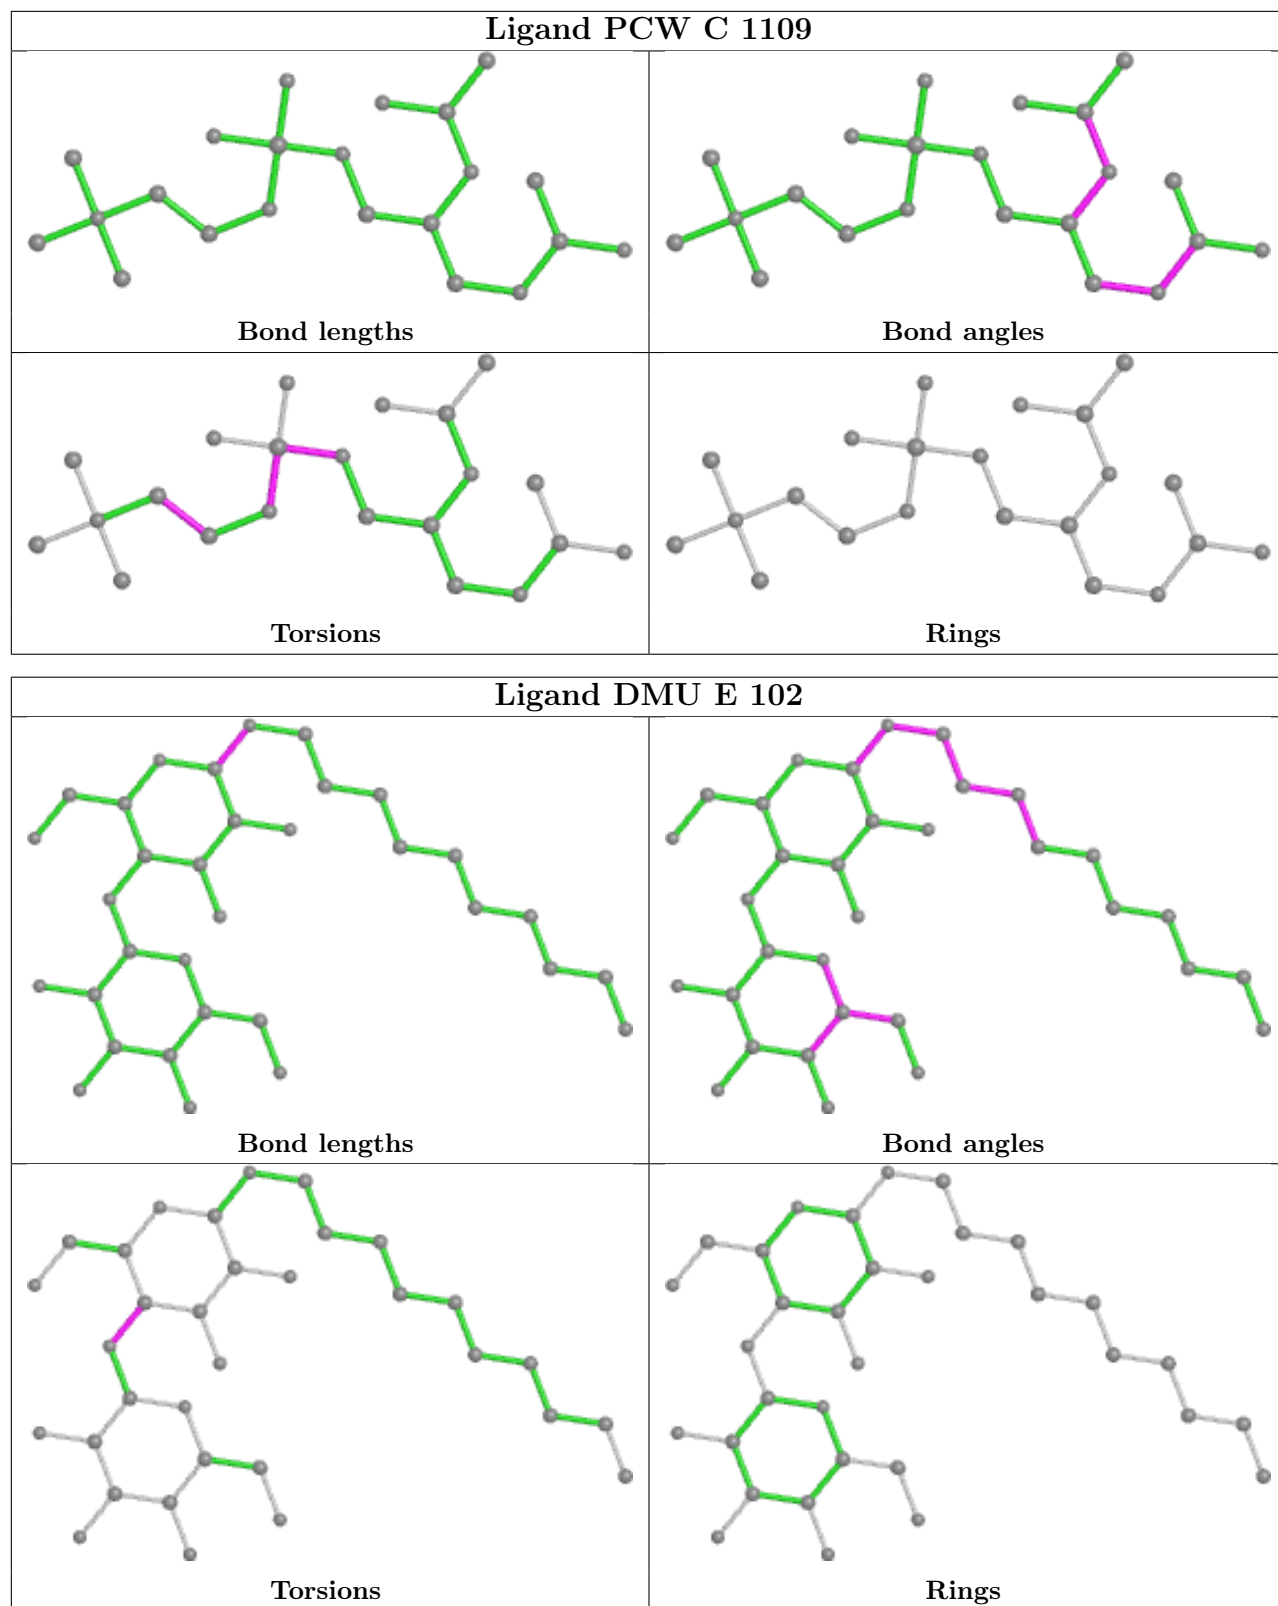 Ligand PCW C 1109
Bond lengths
Bond angles
Torsions
Rings
Ligand DMU E 102
Bond lengths
Bond angles
Torsions
Rings